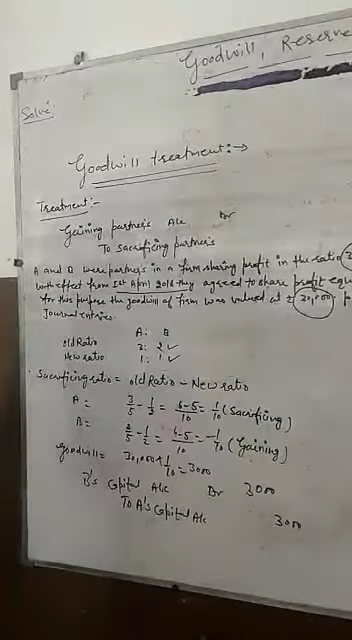 Goodwill, Reserve
Solve:
Goodwill treatment:→
Treatment:-
Gaining partner's A/c Dr
To Sacrificing partner's
A and B were partners in a firm sharing profit in the ratio 3
with effect from 1st April 2016 they agreed to share profit equ
for this purpose the goodwill of firm was valued at ₹ 30,000
Journal entries:
A: B
old Ratio 3: 2 ✓
New ratio 1: 1 ✓
Sacrificing ratio = old Ratio - New ratio
A = 3/5 - 1/2 = 6-5/10 = 1/10 (Sacrificing)
B = 2/5 - 1/2 = 4-5/10 = -1/10 (Gaining)
Goodwill = 30,000 × 1/10 = 3000
B's Capital A/c Dr 3000
To A's Capital A/c 3000